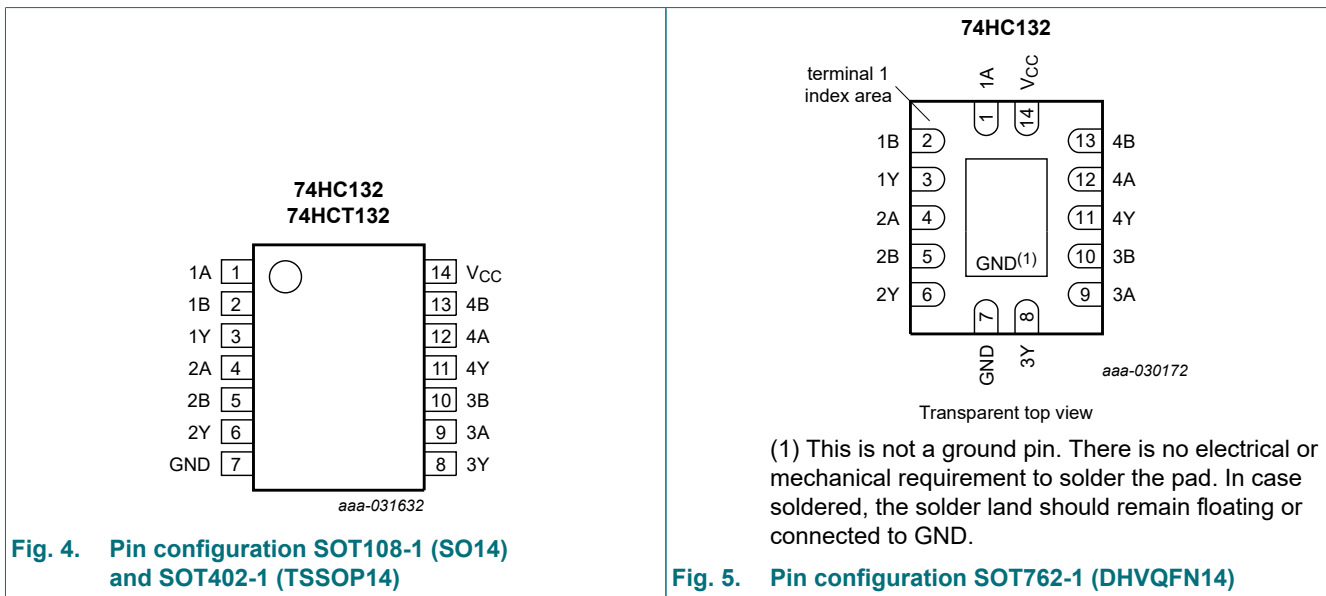 74HC132
74HCT132
1A 1
1B 2
1Y 3
2A 4
2B 5
2Y 6
GND 7
14 VCC
13 4B
12 4A
11 4Y
10 3B
9 3A
8 3Y
aaa-031632
Fig. 4. Pin configuration SOT108-1 (SO14)
and SOT402-1 (TSSOP14)
74HC132
terminal 1
index area
1A
VCC
1
14
1B 2
1Y 3
2A 4
2B 5
2Y 6
13 4B
12 4A
11 4Y
10 3B
9 3A
GND(1)
7
8
GND
3Y
aaa-030172
Transparent top view
(1) This is not a ground pin. There is no electrical or
mechanical requirement to solder the pad. In case
soldered, the solder land should remain floating or
connected to GND.
Fig. 5. Pin configuration SOT762-1 (DHVQFN14)